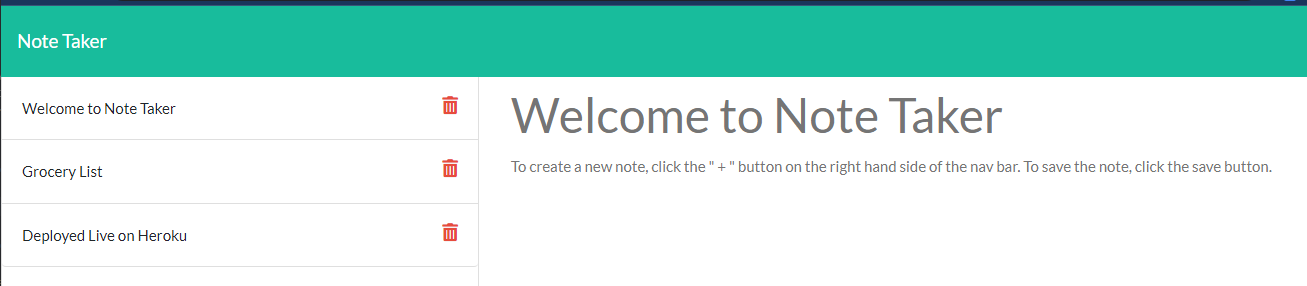 Note Taker
Welcome to Note Taker
Grocery List
Deployed Live on Heroku
Welcome to Note Taker
To create a new note, click the " + " button on the right hand side of the nav bar. To save the note, click the save button.